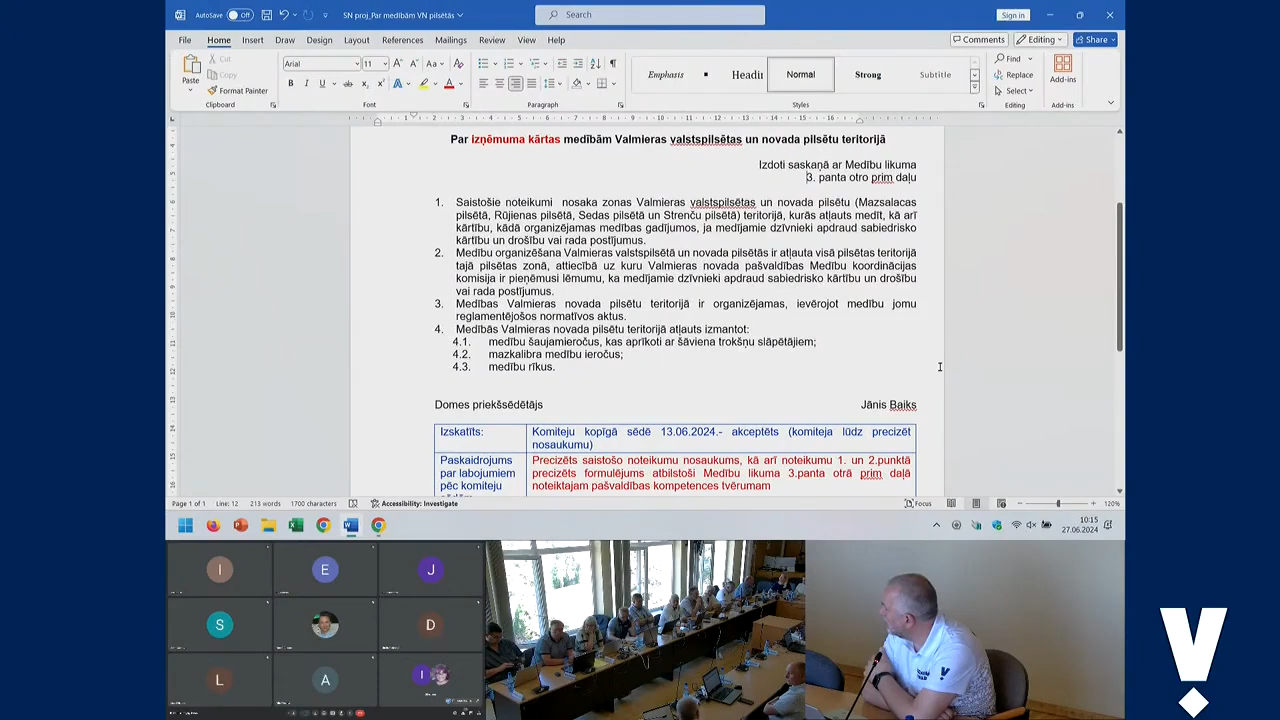 AutoSave Off SN proj_Par medībām VN pilsētās Search Sign in
File Home Insert Draw Design Layout References Mailings Review View Help Comments Editing Share
Paste Cut Copy Format Painter
Arial 11
Emphasis Headin Normal Strong Subtitle
Find Replace Select Add-ins
Clipboard Font Paragraph Styles Editing Add-ins
Par izņēmuma kārtas medībām Valmieras valstspilsētas un novada pilsētu teritorijā
Izdoti saskaņā ar Medību likuma
3. panta otro prim daļu
1. Saistošie noteikumi nosaka zonas Valmieras valstspilsētas un novada pilsētu (Mazsalacas
pilsētā, Rūjienas pilsētā, Sedas pilsētā un Strenču pilsētā) teritorijā, kurās atļauts medīt, kā arī
kārtību, kādā organizējamas medības gadījumos, ja medījamie dzīvnieki apdraud sabiedrisko
kārtību un drošību vai rada postījumus.
2. Medību organizēšana Valmieras valstspilsētā un novada pilsētās ir atļauta visā pilsētas teritorijā
tajā pilsētas zonā, attiecībā uz kuru Valmieras novada pašvaldības Medību koordinācijas
komisija ir pieņēmusi lēmumu, ka medījamie dzīvnieki apdraud sabiedrisko kārtību un drošību
vai rada postījumus.
3. Medības Valmieras novada pilsētu teritorijā ir organizējamas, ievērojot medību jomu
reglamentējošos normatīvos aktus.
4. Medībās Valmieras novada pilsētu teritorijā atļauts izmantot:
4.1. medību šaujamieročus, kas aprīkoti ar šāviena trokšņu slāpētājiem;
4.2. mazkalibra medību ieročus;
4.3. medību rīkus.
Domes priekšsēdētājs Jānis Baiks
Izskatīts: Komiteju kopīgā sēdē 13.06.2024.- akceptēts (komiteja lūdz precizēt
nosaukumu)
Paskaidrojums Precizēts saistošo noteikumu nosaukums, kā arī noteikumu 1. un 2.punktā
par labojumiem precizēts formulējums atbilstoši Medību likuma 3.panta otrā prim daļā
pēc komiteju noteiktajam pašvaldības kompetences tvērumam
Page 1 of 1 Line: 12 213 words 1700 characters Accessibility: Investigate Focus 120%
10:15
27.06.2024
I E J
S D
L A I